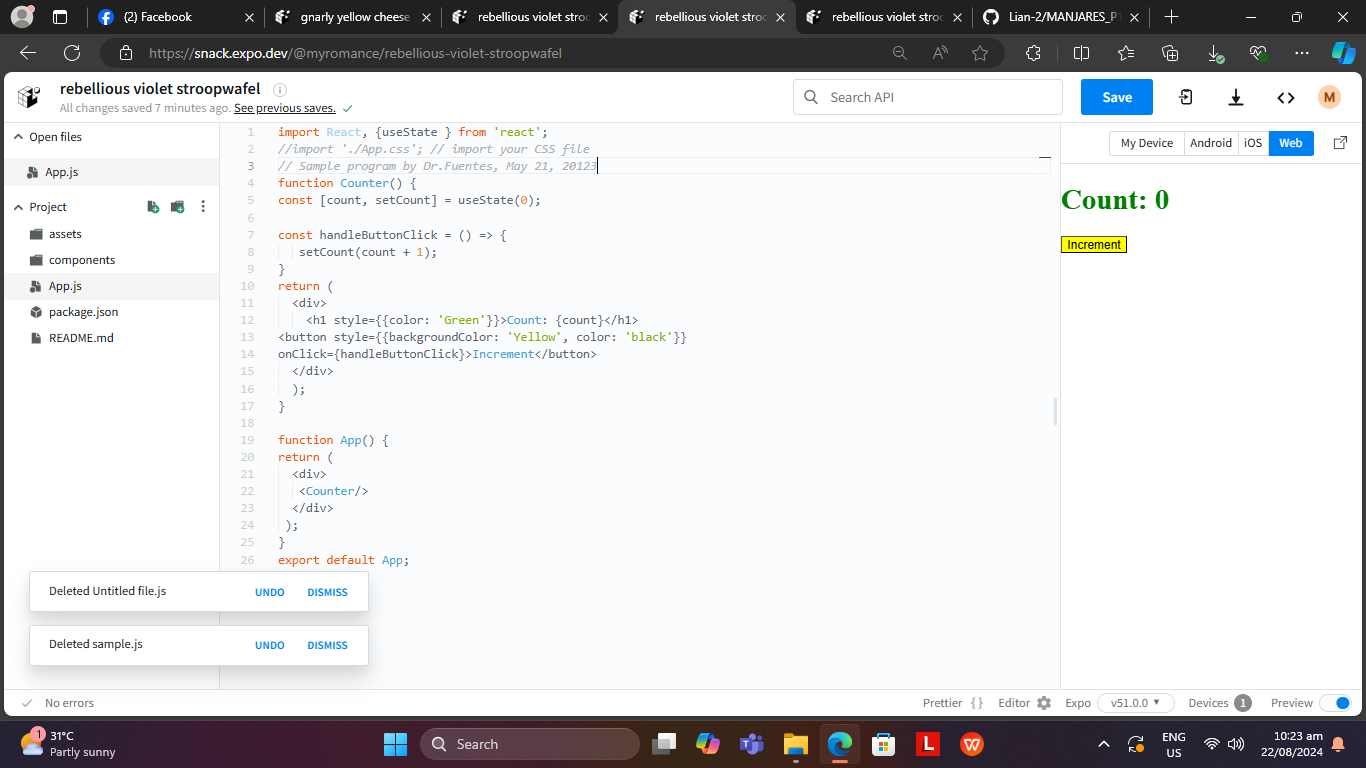 (2) Facebook
gnarly yellow cheese
rebellious violet stroo
rebellious violet stroo
rebellious violet stroo
Lian-2/MANJARES_PT
https://snack.expo.dev/@myromance/rebellious-violet-stroopwafel
rebellious violet stroopwafel
All changes saved 7 minutes ago. See previous saves.
Search API
Save
M
Open files
App.js
Project
assets
components
App.js
package.json
README.md
1 import React, {useState } from 'react';
2 //import './App.css'; // import your CSS file
3 // Sample program by Dr.Fuentes, May 21, 20123
4 function Counter() {
5 const [count, setCount] = useState(0);
6
7 const handleButtonClick = () => {
8 setCount(count + 1);
9 }
10 return (
11 <div>
12 <h1 style={{color: 'Green'}}>Count: {count}</h1>
13 <button style={{backgroundColor: 'Yellow', color: 'black'}}
14 onClick={handleButtonClick}>Increment</button>
15 </div>
16 );
17 }
18
19 function App() {
20 return (
21 <div>
22 <Counter/>
23 </div>
24 );
25 }
26 export default App;
My Device Android iOS Web
Count: 0
Increment
Deleted Untitled file.js UNDO DISMISS
Deleted sample.js UNDO DISMISS
No errors
Prettier { } Editor Expo v51.0.0 Devices 1 Preview
1
31°C
Partly sunny
Search
L
W
ENG
US
10:23 am
22/08/2024